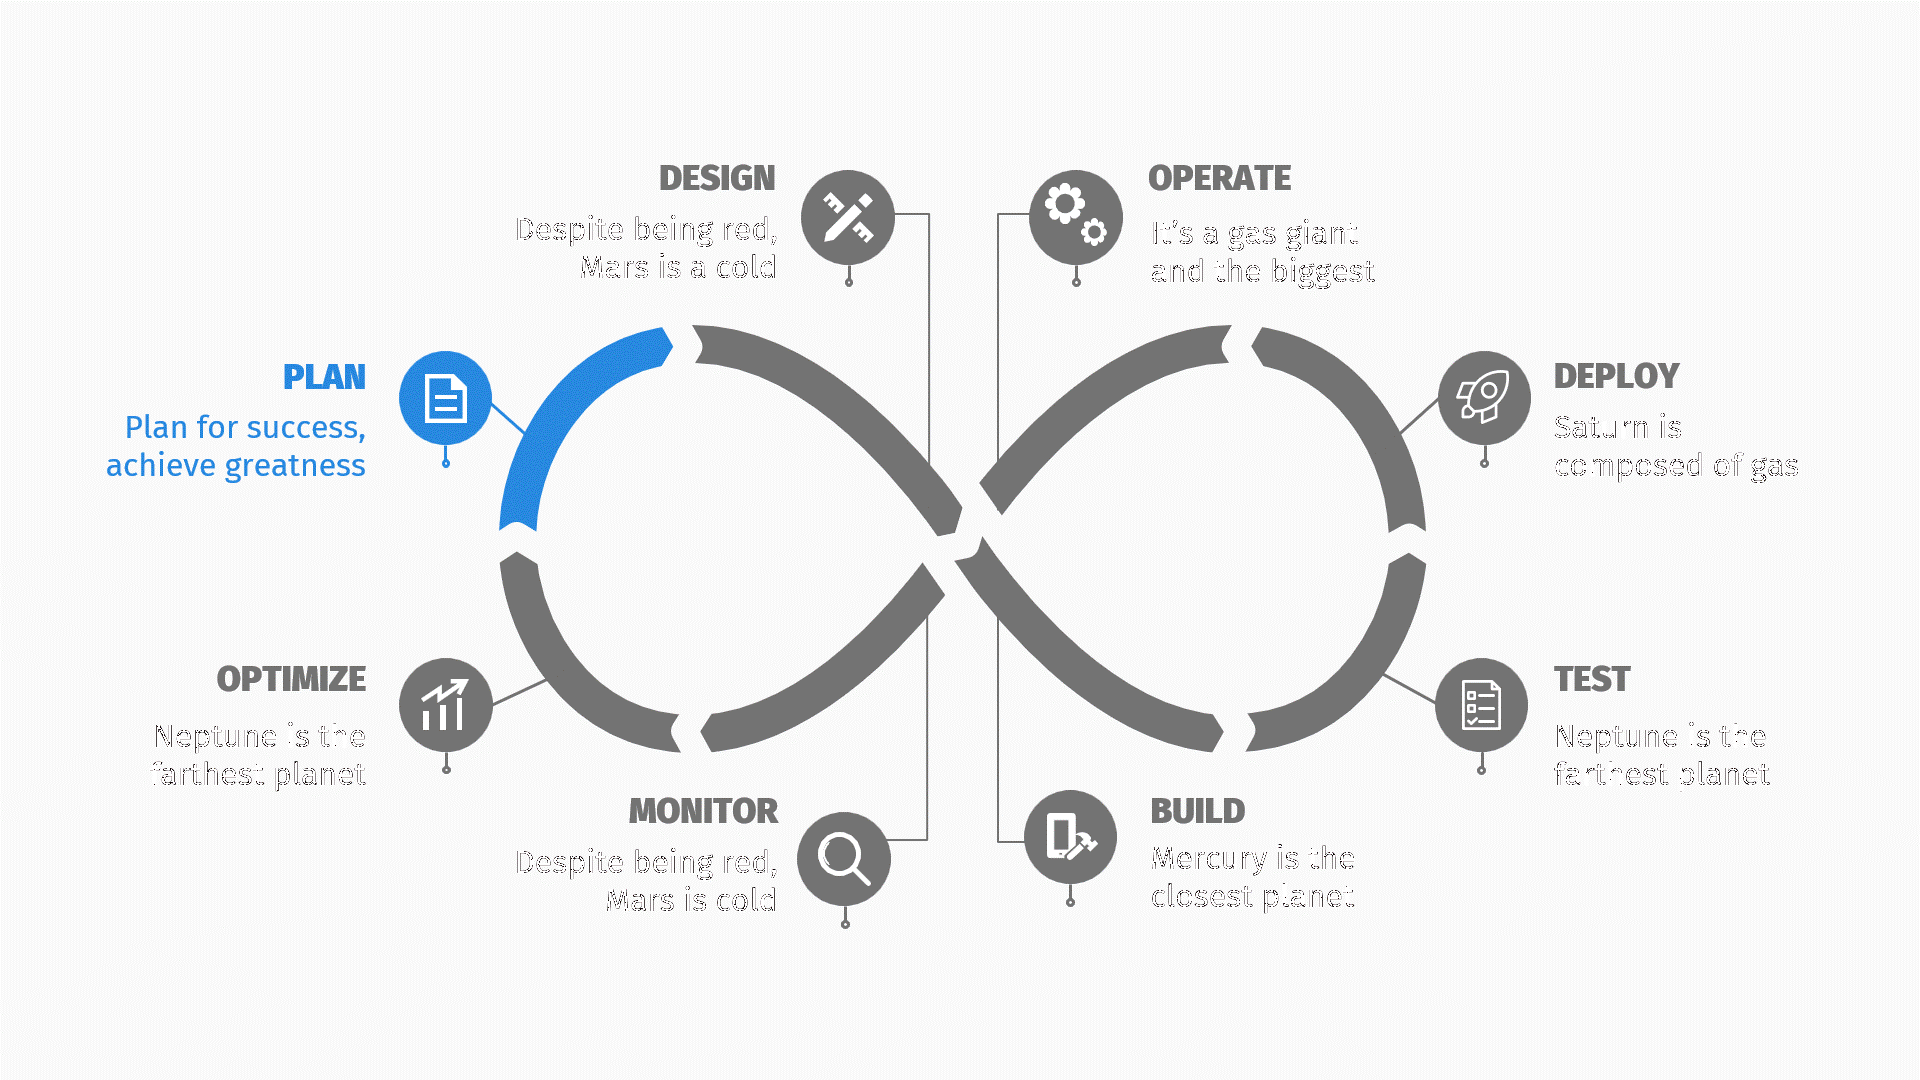 DESIGN
Despite being red,
Mars is a cold
OPERATE
It's a gas giant
and the biggest
PLAN
Plan for success,
achieve greatness
DEPLOY
Saturn is
composed of gas
OPTIMIZE
Neptune is the
farthest planet
TEST
Neptune is the
farthest planet
MONITOR
Despite being red,
Mars is cold
BUILD
Mercury is the
closest planet